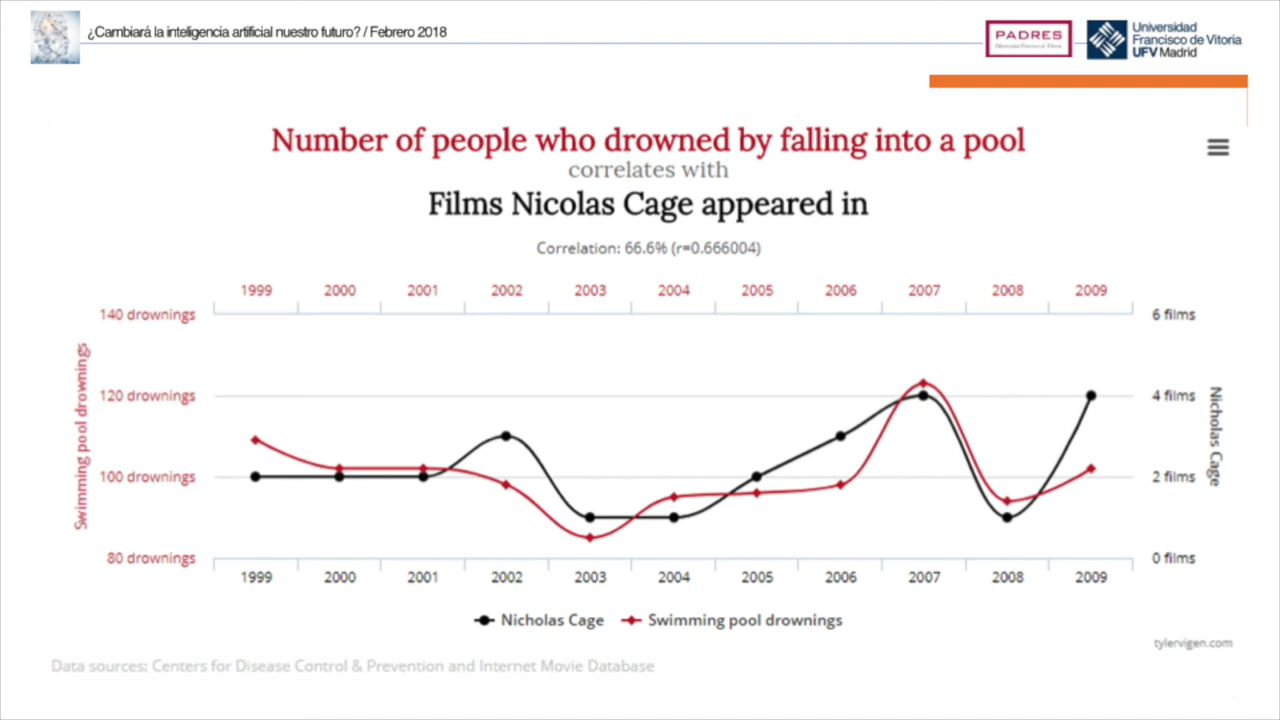 ¿Cambiará la inteligencia artificial nuestro futuro? / Febrero 2018
PADRES
Universidad
Francisco de Vitoria
UFV Madrid
Number of people who drowned by falling into a pool
correlates with
Films Nicolas Cage appeared in
Correlation: 66.6% (r=0.666004)
1999 2000 2001 2002 2003 2004 2005 2006 2007 2008 2009
140 drownings 6 films
120 drownings 4 films
100 drownings 2 films
80 drownings 0 films
Swimming pool drownings
Nicholas Cage
1999 2000 2001 2002 2003 2004 2005 2006 2007 2008 2009
Nicholas Cage Swimming pool drownings
tylervigen.com
Data sources: Centers for Disease Control & Prevention and Internet Movie Database